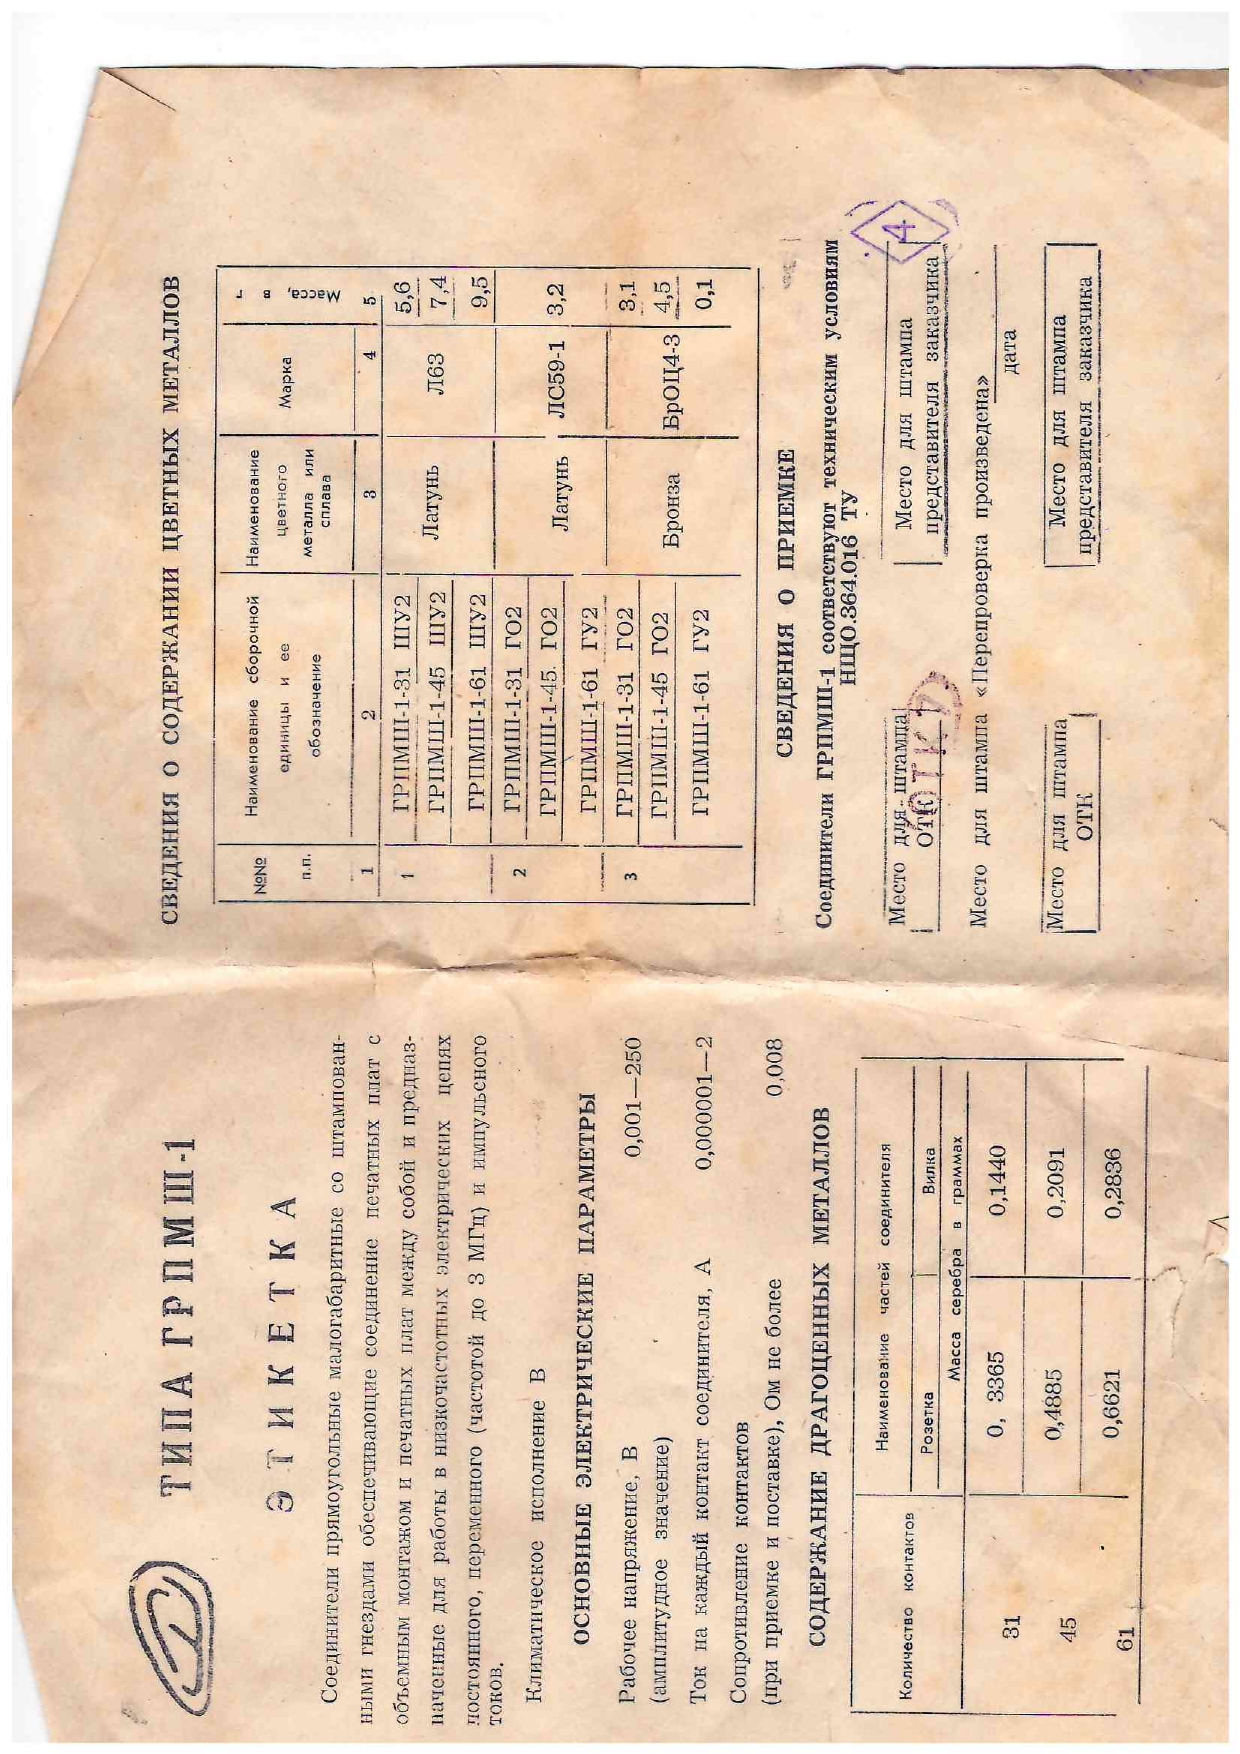 ТИПА ГРПМШ-1
ЭТИКЕТКА
Соединители прямоугольные малогабаритные со штампован-
ными гнездами обеспечивающие соединение печатных плат с
объемным монтажом и печатных плат между собой и предназ-
наченные для работы в низкочастотных электрических цепях
постоянного, переменного (частотой до 3 МГц) и импульсного
токов.
Климатическое исполнение В
ОСНОВНЫЕ ЭЛЕКТРИЧЕСКИЕ ПАРАМЕТРЫ
Рабочее напряжение, В 0,001—250
(амплитудное значение)
Ток на каждый контакт соединителя, А 0,000001—2
Сопротивление контактов
(при приемке и поставке), Ом не более 0,008
СОДЕРЖАНИЕ ДРАГОЦЕННЫХ МЕТАЛЛОВ
Количество контактов Наименование частей соединителя
Розетка Вилка
Масса серебра в граммах
31 0, 3365 0,1440
45 0,4885 0,2091
61 0,6621 0,2836
СВЕДЕНИЯ О СОДЕРЖАНИИ ЦВЕТНЫХ МЕТАЛЛОВ
№№ п.п. Наименование сборочной единицы и ее обозначение Наименование цветного металла или сплава Марка Масса, в г
1 2 3 4 5
1 ГРПМШ-1-31 ШУ2 5,6
ГРПМШ-1-45 ШУ2 Латунь Л63 7,4
ГРПМШ-1-61 ШУ2 9,5
2 ГРПМШ-1-31 ГО2
ГРПМШ-1-45 ГО2 Латунь ЛС59-1 3,2
ГРПМШ-1-61 ГУ2
3 ГРПМШ-1-31 ГО2 3,1
ГРПМШ-1-45 ГО2 Бронза БрОЦ4-3 4,5
ГРПМШ-1-61 ГУ2 0,1
СВЕДЕНИЯ О ПРИЕМКЕ
Соединители ГРПМШ-1 соответствуют техническим условиям
НЩО.364.016 ТУ
Место для штампа Место для штампа
ОТК представителя заказчика
ОТК
4
Место для штампа «Перепроверка произведена»
дата
Место для штампа Место для штампа
ОТК представителя заказчика